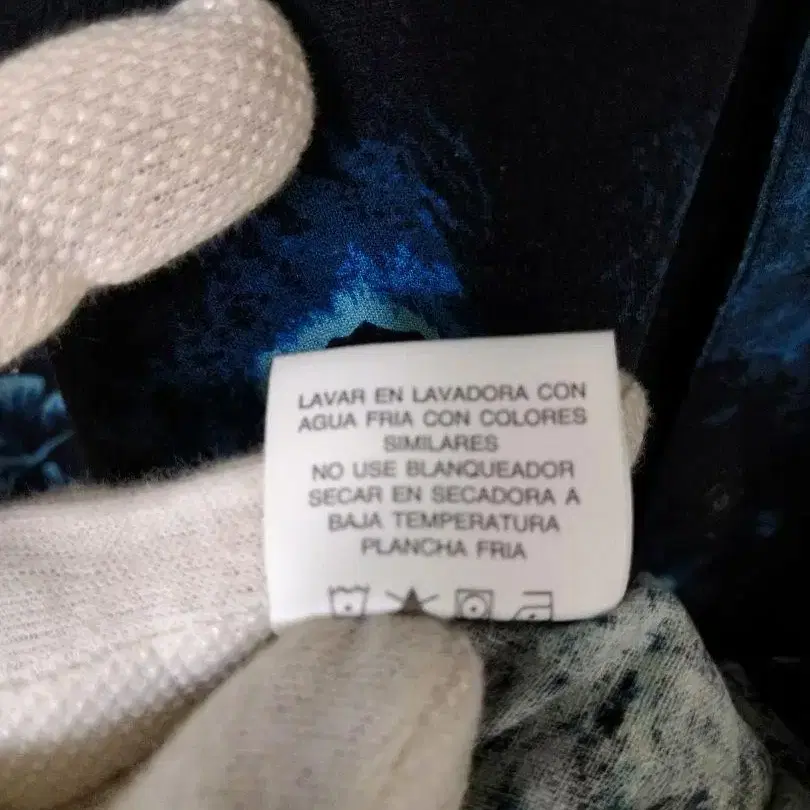 LAVAR EN LAVADORA CON
AGUA FRIA CON COLORES
SIMILARES
NO USE BLANQUEADOR
SECAR EN SECADORA A
BAJA TEMPERATURA
PLANCHA FRIA